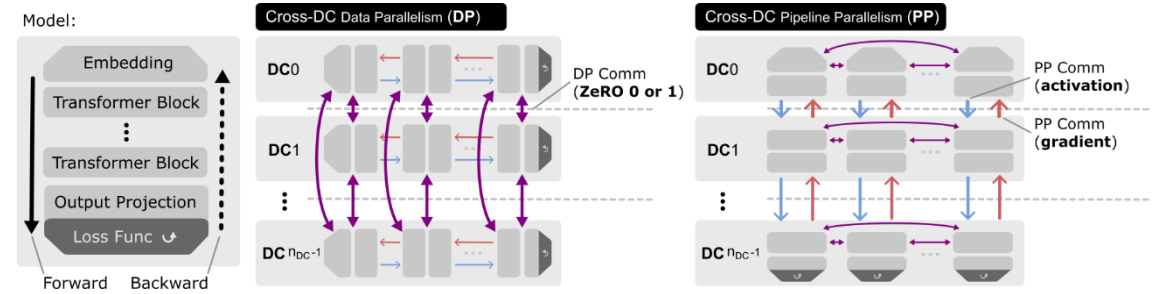 Model:
Embedding
Transformer Block
Transformer Block
Output Projection
Loss Func
Forward
Backward
Cross-DC Data Parallelism (DP)
DC0
DC1
DC nDC-1
DP Comm
(ZeRO 0 or 1)
Cross-DC Pipeline Parallelism (PP)
DC0
DC1
DC nDC-1
PP Comm
(activation)
PP Comm
(gradient)